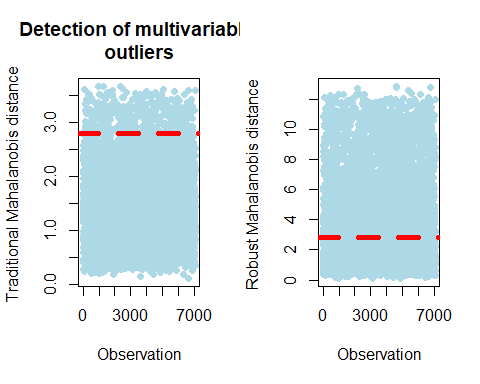 Detection of multivariabl
outliers
Traditional Mahalanobis distance
0.0
1.0
2.0
3.0
0
3000
7000
Observation
Robust Mahalanobis distance
0
2
4
6
8
10
0
3000
7000
Observation